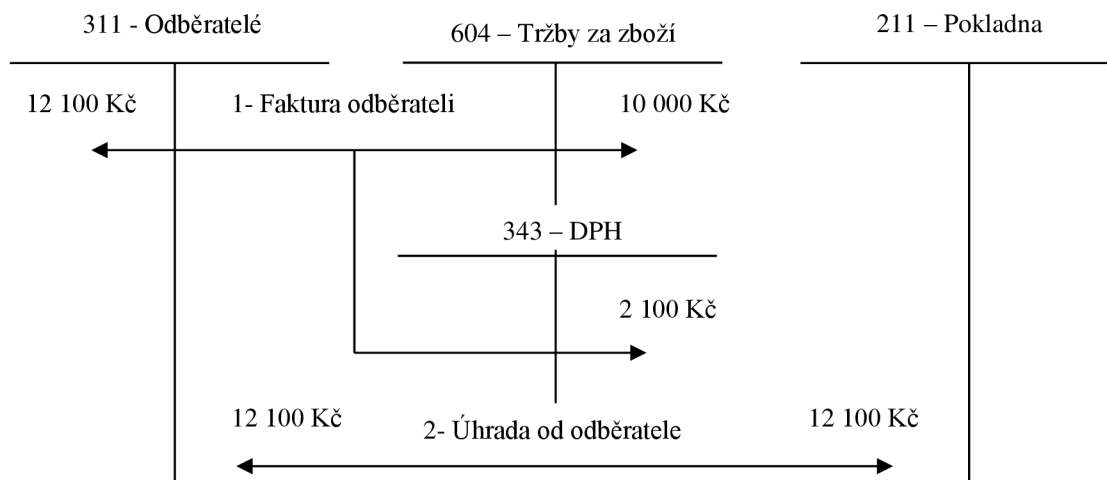 311 - Odběratelé
604 – Tržby za zboží
211 – Pokladna
12 100 Kč
1- Faktura odběrateli
10 000 Kč
343 – DPH
2 100 Kč
12 100 Kč
2- Úhrada od odběratele
12 100 Kč